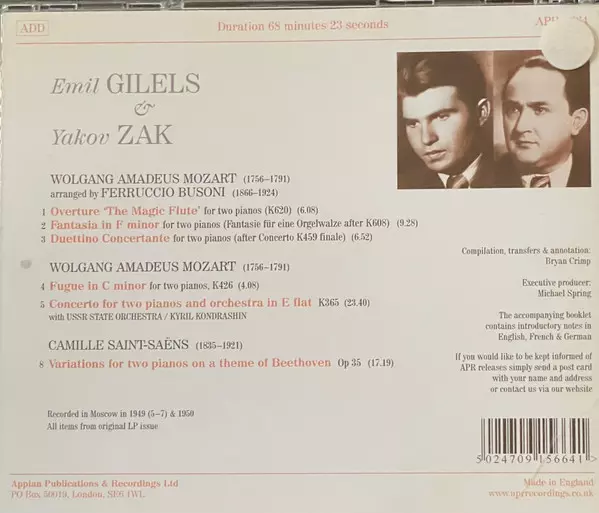 ADD
Duration 68 minutes 23 seconds
APR
Emil GILELS
&
Yakov ZAK
WOLGANG AMADEUS MOZART (1756–1791)
arranged by FERRUCCIO BUSONI (1866–1924)
1 Overture 'The Magic Flute' for two pianos (K620) (6.08)
2 Fantasia in F minor for two pianos (Fantasie für eine Orgelwalze after K608) (9.28)
3 Duettino Concertante for two pianos (after Concerto K459 finale) (6.52)
WOLGANG AMADEUS MOZART (1756–1791)
4 Fugue in C minor for two pianos, K426 (4.08)
5 Concerto for two pianos and orchestra in E flat K365 (23.40)
with USSR STATE ORCHESTRA / KYRIL KONDRASHIN
CAMILLE SAINT-SAËNS (1835–1921)
8 Variations for two pianos on a theme of Beethoven Op 35 (17.19)
Recorded in Moscow in 1949 (5–7) & 1950
All items from original LP issue
Compilation, transfers & annotation:
Bryan Crimp
Executive producer:
Michael Spring
The accompanying booklet
contains introductory notes in
English, French & German
If you would like to be kept informed of
APR releases simply send a post card
with your name and address
or contact us via our website
5 024709 156641 >
Appian Publications & Recordings Ltd
PO Box 50019, London, SE6 1WL
Made in England
www.aprrecordings.co.uk